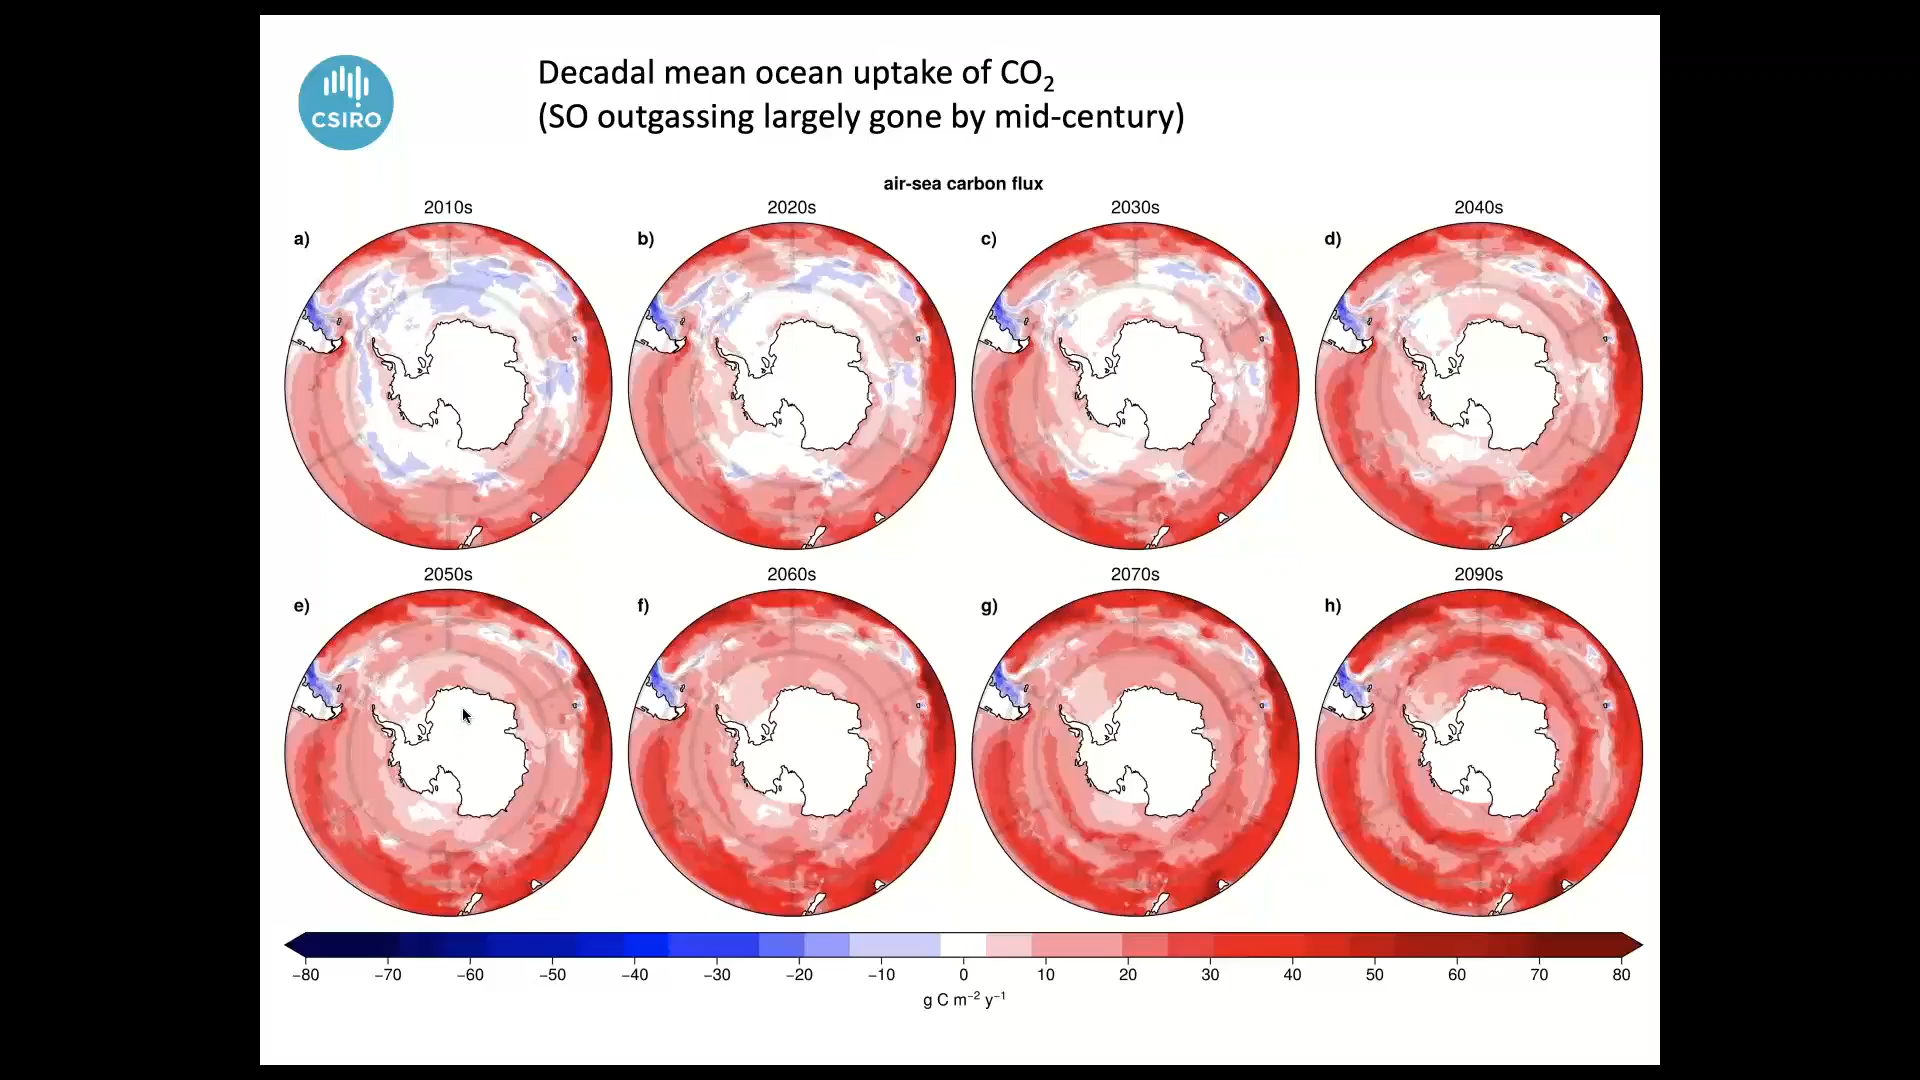 CSIRO
Decadal mean ocean uptake of CO₂
(SO outgassing largely gone by mid-century)
air-sea carbon flux
2010s 2020s 2030s 2040s
a) b) c) d)
2050s 2060s 2070s 2090s
e) f) g) h)
−80 −70 −60 −50 −40 −30 −20 −10 0 10 20 30 40 50 60 70 80
g C m⁻² y⁻¹